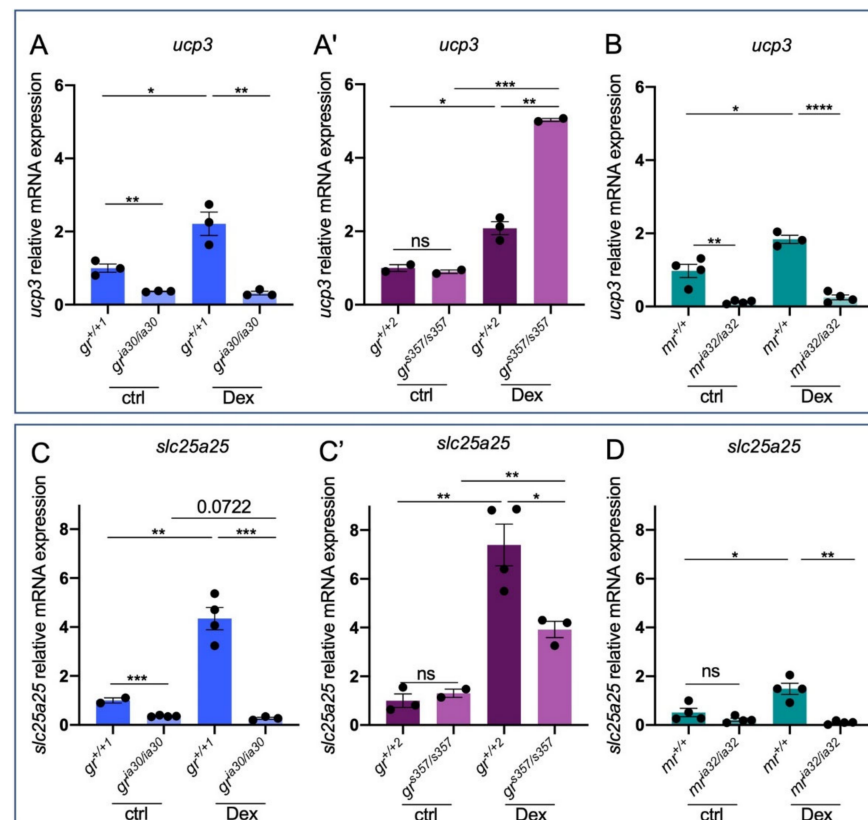 A
ucp3
ucp3 relative mRNA expression
6
4
2
0
*
**
**
gr+/+1
gria30/ia30
gr+/+1
gria30/ia30
ctrl
Dex
A'
ucp3
ucp3 relative mRNA expression
6
4
2
0
***
*
**
ns
gr+/+2
grs357/s357
gr+/+2
grs357/s357
ctrl
Dex
B
ucp3
ucp3 relative mRNA expression
6
4
2
0
*
****
**
mr+/+
mria32/ia32
mr+/+
mria32/ia32
ctrl
Dex
C
slc25a25
slc25a25 relative mRNA expression
8
6
4
2
0
0.0722
**
***
***
gr+/+1
gria30/ia30
gr+/+1
gria30/ia30
ctrl
Dex
C'
slc25a25
slc25a25 relative mRNA expression
8
6
4
2
0
**
**
*
ns
gr+/+2
grs357/s357
gr+/+2
grs357/s357
ctrl
Dex
D
slc25a25
slc25a25 relative mRNA expression
8
6
4
2
0
*
**
ns
mr+/+
mria32/ia32
mr+/+
mria32/ia32
ctrl
Dex